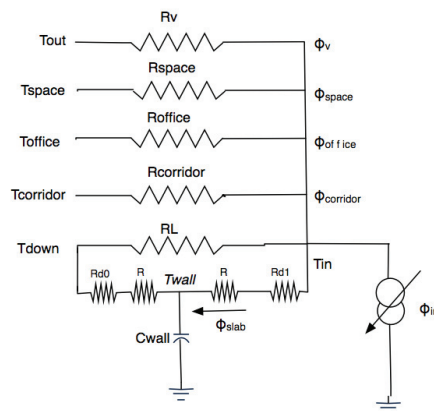 Rv
Tout
Φv
Rspace
Tspace
Φspace
Roffice
Toffice
Φof f ice
Rcorridor
Tcorridor
Φcorridor
RL
Tdown
Tin
Rd0 R Twall R Rd1
Φslab
Cwall
Φi